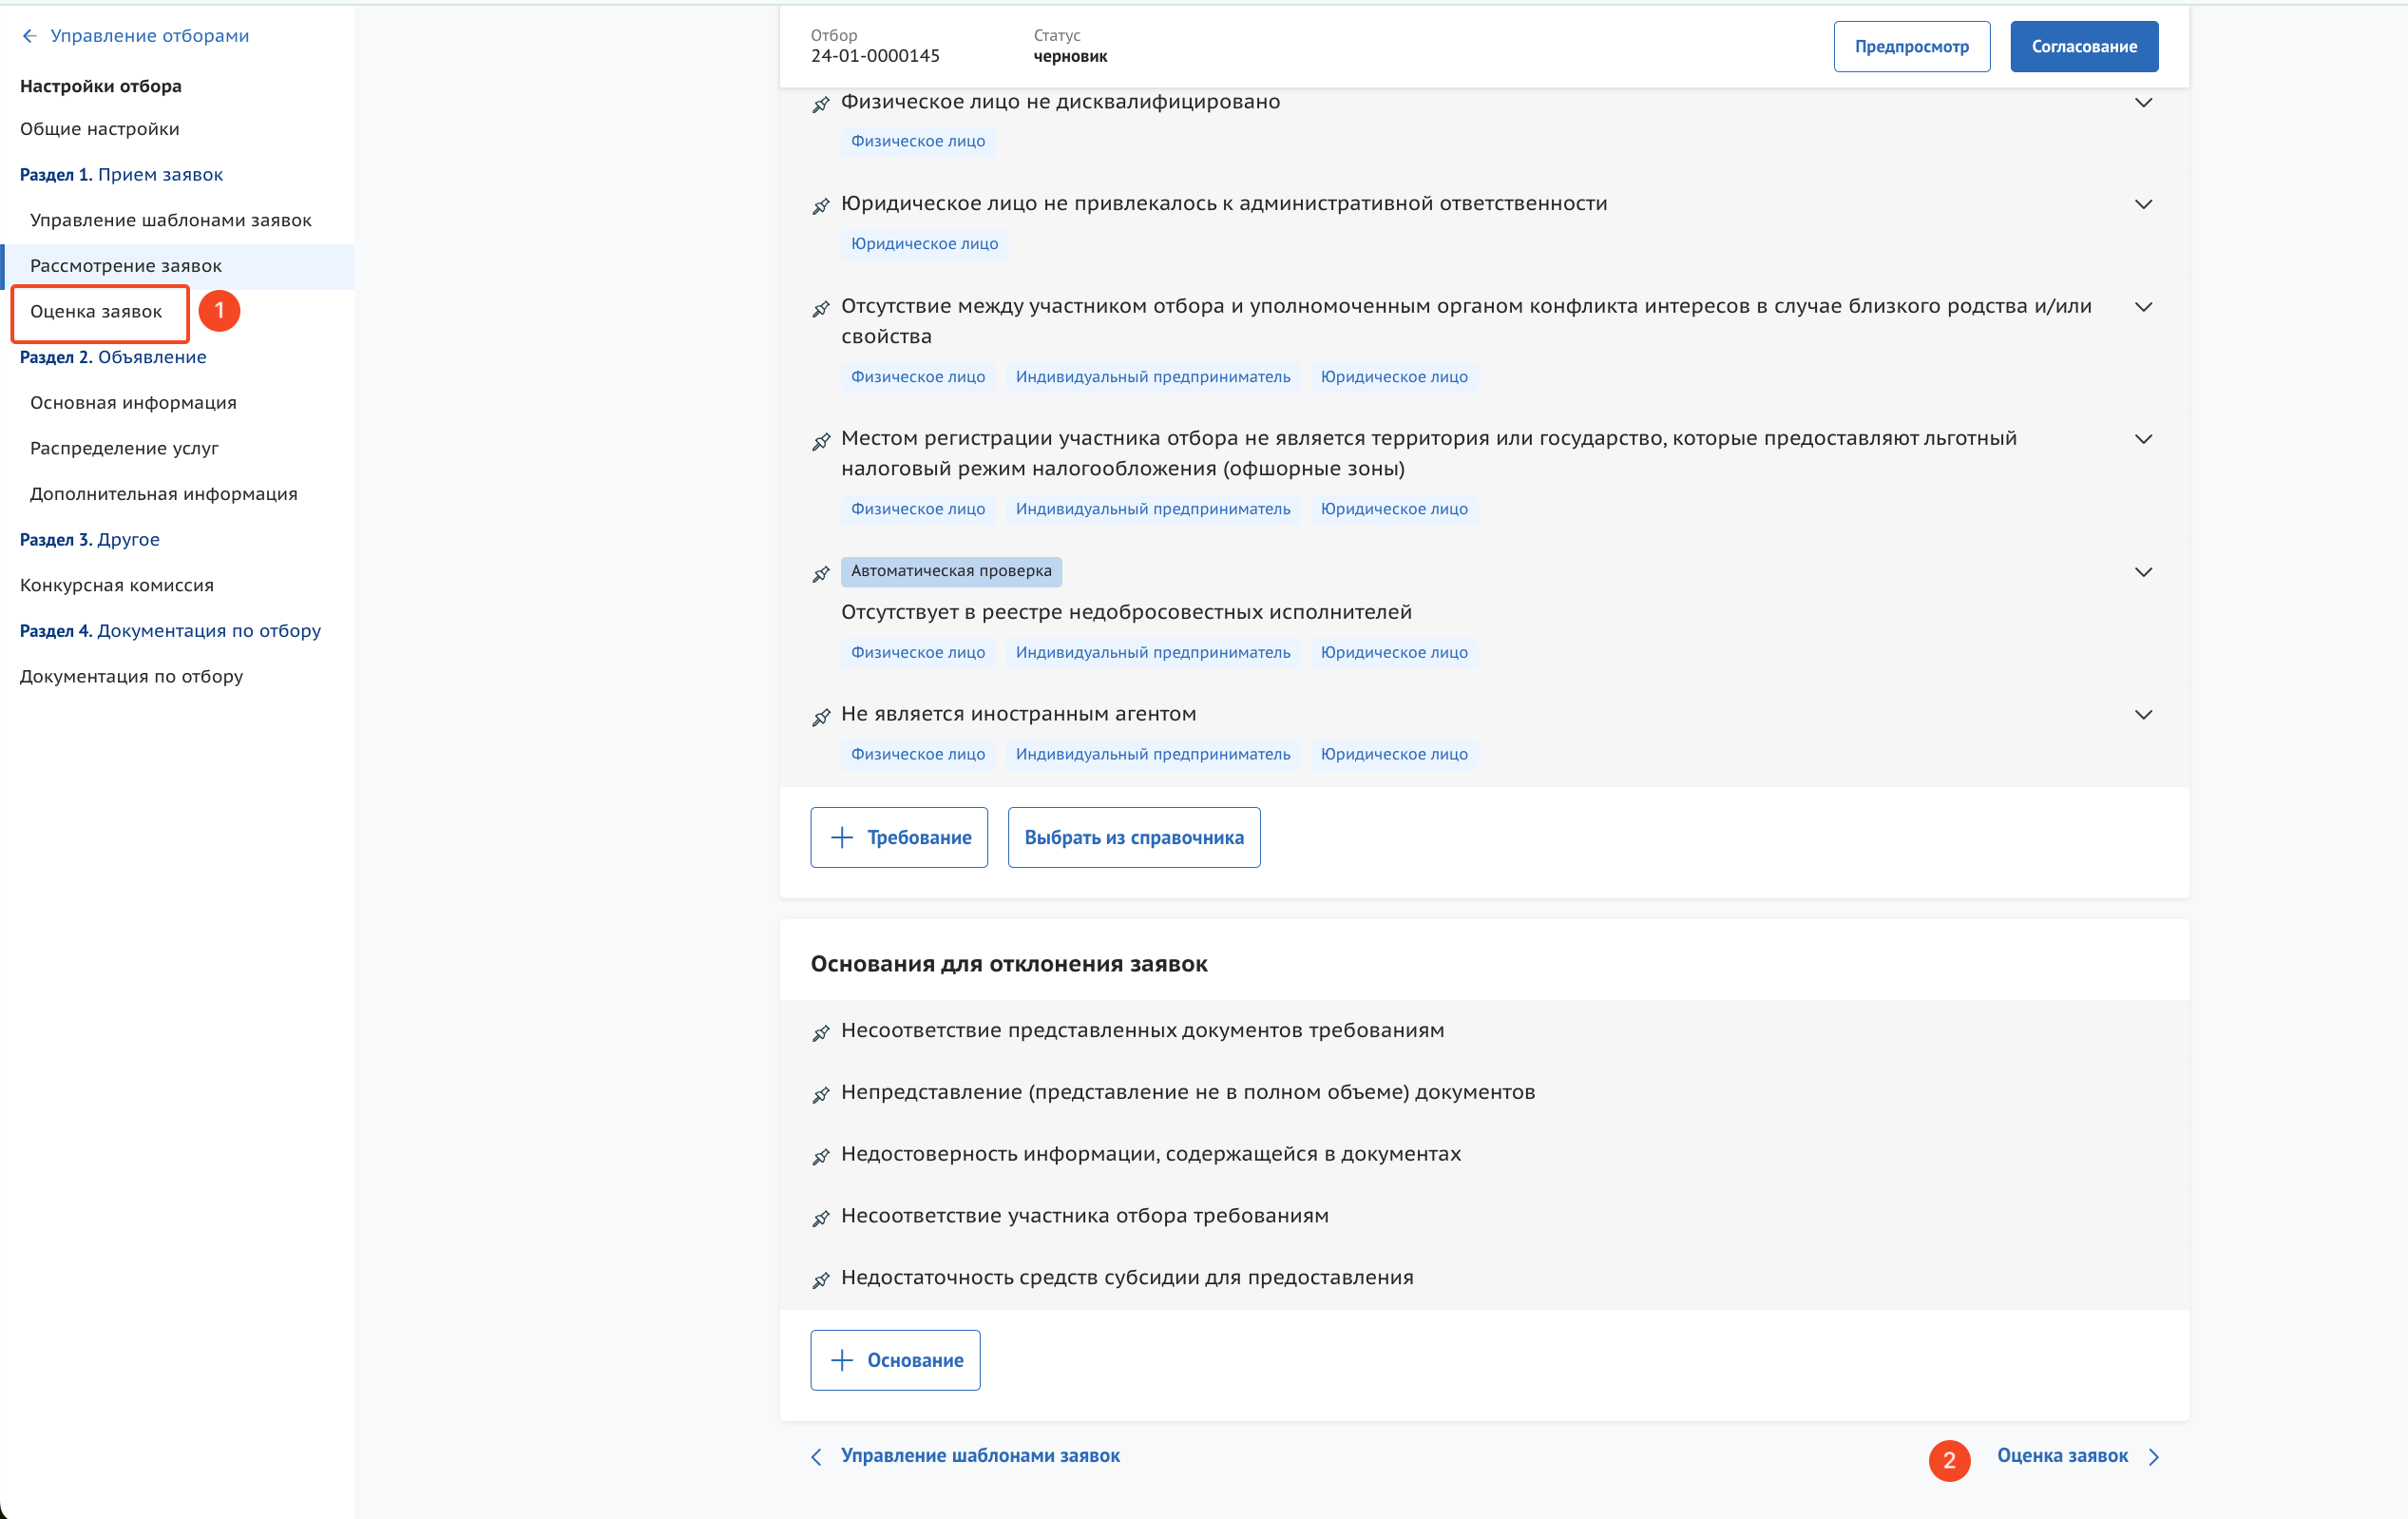 Управление отборами
Настройки отбора
Общие настройки
Раздел 1. Прием заявок
Управление шаблонами заявок
Рассмотрение заявок
Оценка заявок
1
Раздел 2. Объявление
Основная информация
Распределение услуг
Дополнительная информация
Раздел 3. Другое
Конкурсная комиссия
Раздел 4. Документация по отбору
Документация по отбору
Отбор
24-01-0000145
Статус
черновик
Предпросмотр
Согласование
Физическое лицо не дисквалифицировано
Физическое лицо
Юридическое лицо не привлекалось к административной ответственности
Юридическое лицо
Отсутствие между участником отбора и уполномоченным органом конфликта интересов в случае близкого родства и/или
свойства
Физическое лицо Индивидуальный предприниматель Юридическое лицо
Местом регистрации участника отбора не является территория или государство, которые предоставляют льготный
налоговый режим налогообложения (офшорные зоны)
Физическое лицо Индивидуальный предприниматель Юридическое лицо
Автоматическая проверка
Отсутствует в реестре недобросовестных исполнителей
Физическое лицо Индивидуальный предприниматель Юридическое лицо
Не является иностранным агентом
Физическое лицо Индивидуальный предприниматель Юридическое лицо
Требование
Выбрать из справочника
Основания для отклонения заявок
Несоответствие представленных документов требованиям
Непредставление (представление не в полном объеме) документов
Недостоверность информации, содержащейся в документах
Несоответствие участника отбора требованиям
Недостаточность средств субсидии для предоставления
Основание
Управление шаблонами заявок
2
Оценка заявок